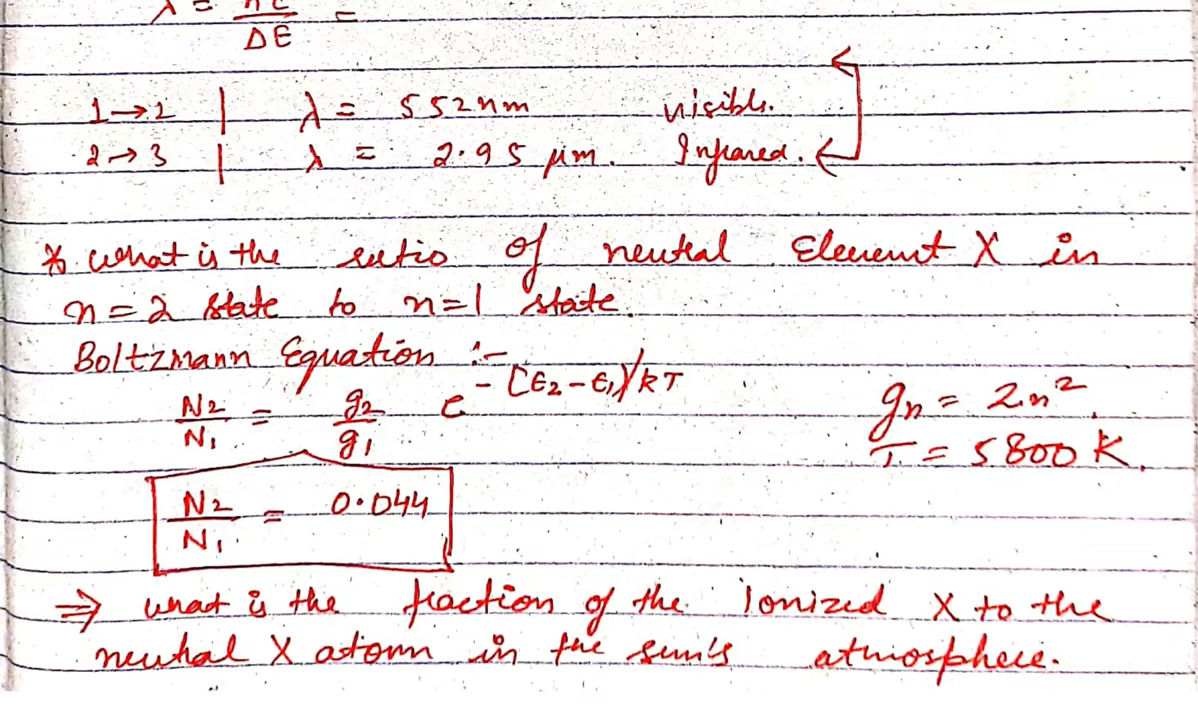 λ = hc / ΔE =
1→2 | λ = 552nm visible.
2→3 | λ = 2.95 μm. Infrared.
* what is the ratio of neutral Element X in
n=2 state to n=1 state.
Boltzmann Equation :-
N2/N1 = g2/g1 e^-[E2-E1]/kT gn = 2n².
T = 5800 K.
N2/N1 = 0.044
⇒ what is the fraction of the Ionized X to the
neutral X atom in the sun's atmosphere.